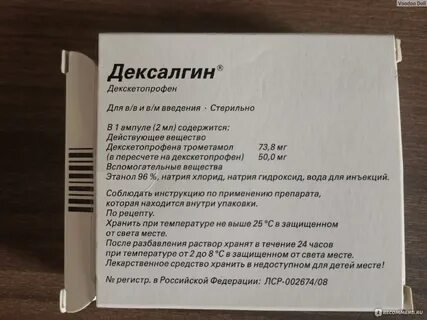 Voodoo Doll
Дексалгин®
Декскетопрофен
Для в/в и в/м введения · Стерильно
В 1 ампуле (2 мл) содержится:
Действующее вещество
Декскетопрофена трометамол 73,8 мг
(в пересчете на декскетопрофен) 50,0 мг
Вспомогательные вещества
Этанол 96 %, натрия хлорид, натрия гидроксид, вода для инъекций.
Соблюдать инструкцию по применению препарата,
которая находится внутри упаковки.
По рецепту.
Хранить при температуре не выше 25 °С в защищенном
от света месте.
После разбавления раствор хранят в течение 24 часов
при температуре от 2 до 8 °С в защищенном от света месте.
Лекарственное средство хранить в недоступном для детей месте!
№ регистр. в Российской Федерации: ЛСР-002674/08
IRECOMMEND.RU